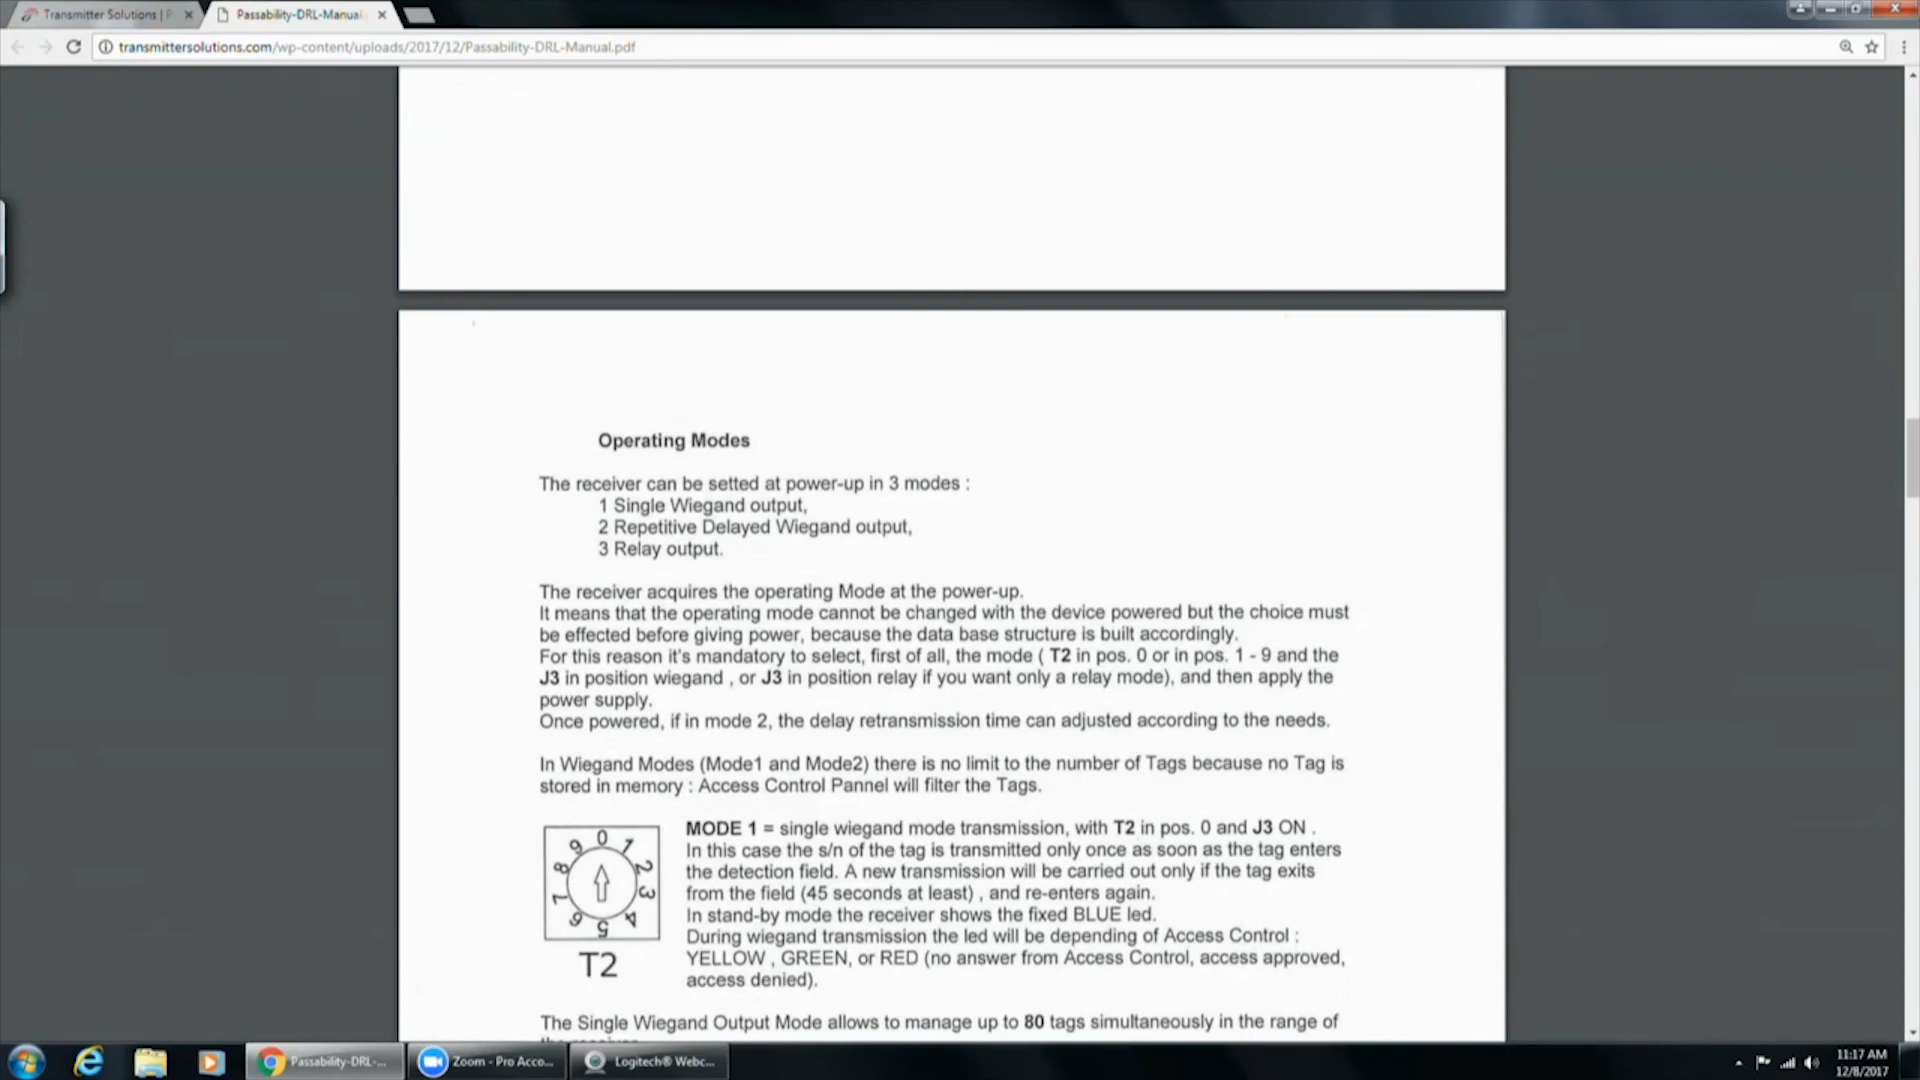 Transmitter Solutions | P
Passability-DRL-Manual.
transmittersolutions.com/wp-content/uploads/2017/12/Passability-DRL-Manual.pdf
Operating Modes
The receiver can be setted at power-up in 3 modes :
1 Single Wiegand output,
2 Repetitive Delayed Wiegand output,
3 Relay output.
The receiver acquires the operating Mode at the power-up.
It means that the operating mode cannot be changed with the device powered but the choice must
be effected before giving power, because the data base structure is built accordingly.
For this reason it's mandatory to select, first of all, the mode ( T2 in pos. 0 or in pos. 1 - 9 and the
J3 in position wiegand , or J3 in position relay if you want only a relay mode), and then apply the
power supply.
Once powered, if in mode 2, the delay retransmission time can adjusted according to the needs.
In Wiegand Modes (Mode1 and Mode2) there is no limit to the number of Tags because no Tag is
stored in memory : Access Control Pannel will filter the Tags.
0 1 2 3 4 5 6 7 8 9
T2
MODE 1 = single wiegand mode transmission, with T2 in pos. 0 and J3 ON .
In this case the s/n of the tag is transmitted only once as soon as the tag enters
the detection field. A new transmission will be carried out only if the tag exits
from the field (45 seconds at least) , and re-enters again.
In stand-by mode the receiver shows the fixed BLUE led.
During wiegand transmission the led will be depending of Access Control :
YELLOW , GREEN, or RED (no answer from Access Control, access approved,
access denied).
The Single Wiegand Output Mode allows to manage up to 80 tags simultaneously in the range of
Passability-DRL-...
Zoom - Pro Acco...
Logitech® Webc...
11:17 AM
12/8/2017